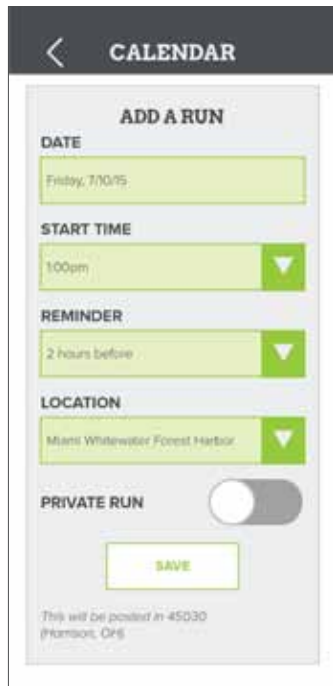 CALENDAR
ADD A RUN
DATE
Friday, 7/10/15
START TIME
1:00pm
REMINDER
2 hours before
LOCATION
Miami Whitewater Forest Harbor
PRIVATE RUN
SAVE
This will be posted in 45030
(Harrison, OH)